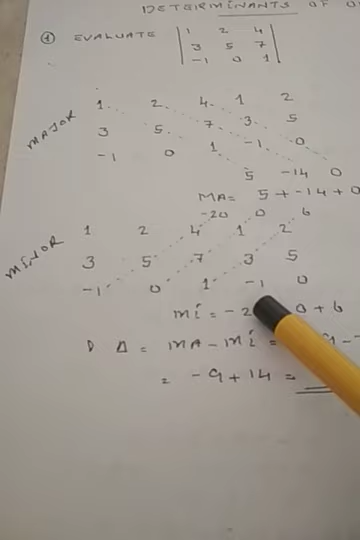 DETERMINANTS OF
① EVALUATE | 1 2 4 |
| 3 5 7 |
| -1 0 1 |
MAJOR
1 2 4 1 2
3 5 7 3 5
-1 0 1 -1 0
5 -14 0
MA= 5+-14+0
-20 0 6
MINOR
1 2 4 1 2
3 5 7 3 5
-1 0 1 -1 0
Mi = -2 0+6
D Δ = MA-Mi = 9-
= -9+14 =